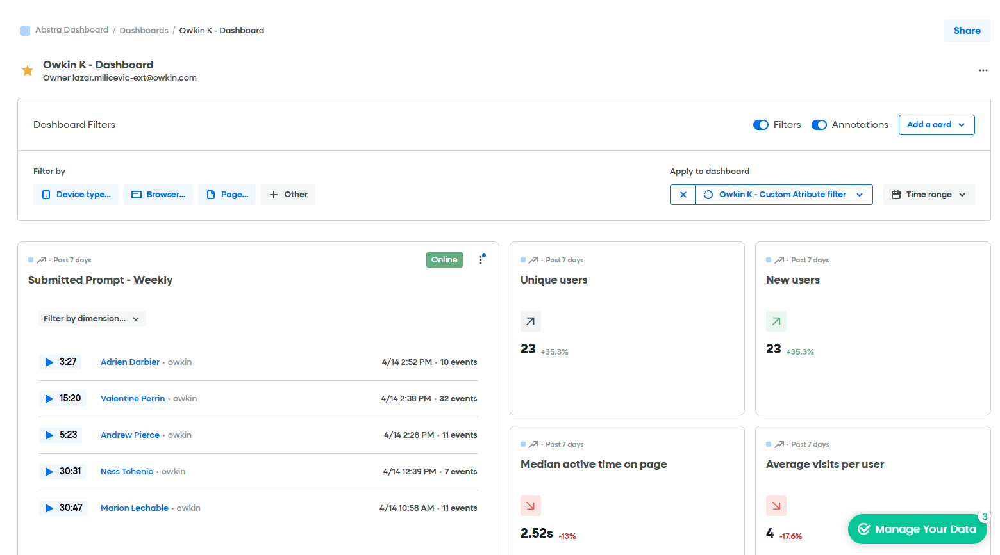 Abstra Dashboard / Dashboards / Owkin K - Dashboard
Share
Owkin K - Dashboard
Owner lazar.milicevic-ext@owkin.com
Dashboard Filters
Filters
Annotations
Add a card
Filter by
Apply to dashboard
Device type...
Browser...
Page...
+ Other
Owkin K - Custom Atribute filter
Time range
· Past 7 days
Online
Submitted Prompt - Weekly
Filter by dimension...
3:27 Adrien Darbier • owkin 4/14 2:52 PM • 10 events
15:20 Valentine Perrin • owkin 4/14 2:38 PM • 32 events
5:23 Andrew Pierce • owkin 4/14 2:28 PM • 11 events
30:31 Ness Tchenio • owkin 4/14 12:39 PM • 7 events
30:47 Marion Lechable • owkin 4/14 10:58 AM • 11 events
· Past 7 days
Unique users
23 +35.3%
· Past 7 days
New users
23 +35.3%
· Past 7 days
Median active time on page
2.52s -13%
· Past 7 days
Average visits per user
4 -17.6%
3
Manage Your Data